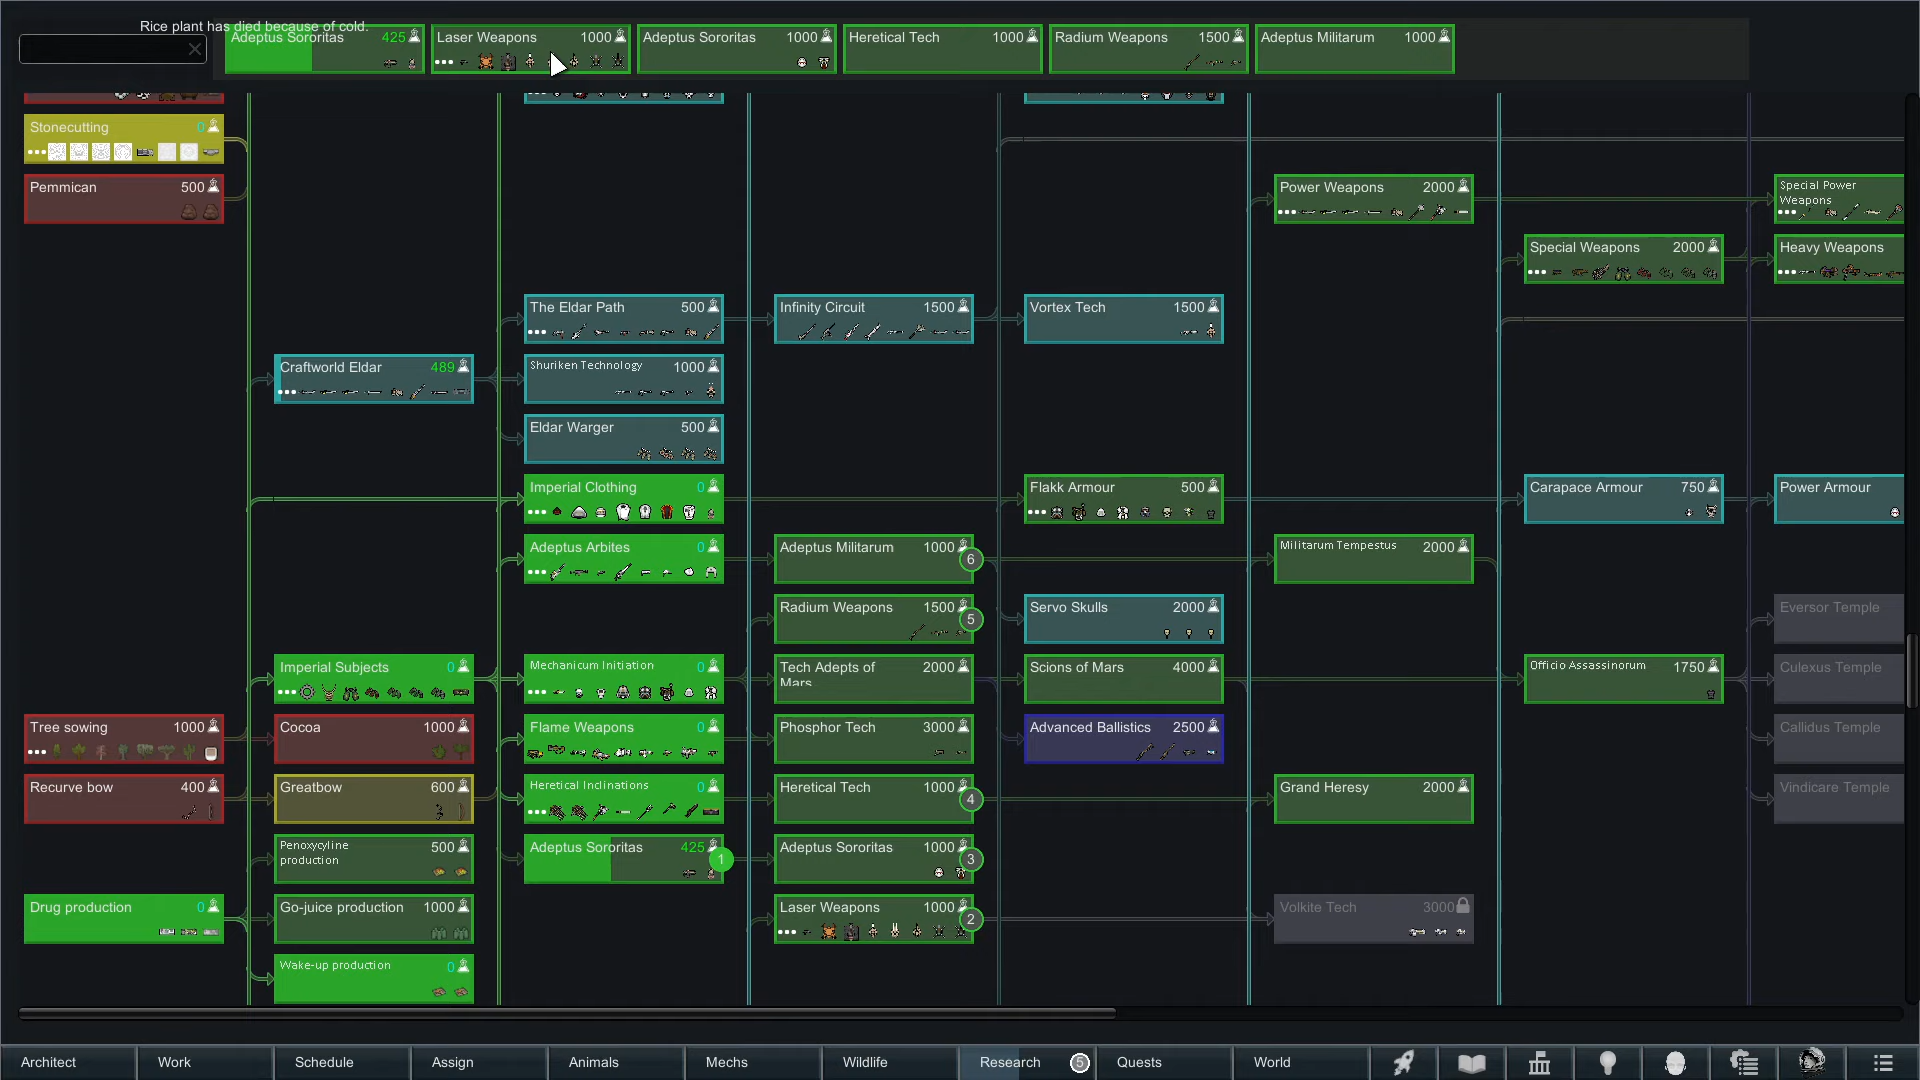 Rice plant has died because of cold.
Adeptus Sororitas 425
Laser Weapons 1000
Adeptus Sororitas 1000
Heretical Tech 1000
Radium Weapons 1500
Adeptus Militarum 1000
Stonecutting 0
Pemmican 500
Power Weapons 2000
Special Power
Weapons
Special Weapons 2000
Heavy Weapons
The Eldar Path 500
Infinity Circuit 1500
Vortex Tech 1500
Craftworld Eldar 489
Shuriken Technology 1000
Eldar Warger 500
Imperial Clothing 0
Flakk Armour 500
Carapace Armour 750
Power Armour
Adeptus Arbites 0
Adeptus Militarum 1000
6
Militarum Tempestus 2000
Radium Weapons 1500
5
Servo Skulls 2000
Eversor Temple
Imperial Subjects 0
Mechanicum Initiation 0
Tech Adepts of 2000
Mars
Scions of Mars 4000
Officio Assassinorum 1750
Culexus Temple
Tree sowing 1000
Cocoa 1000
Flame Weapons 0
Phosphor Tech 3000
Advanced Ballistics 2500
Callidus Temple
Recurve bow 400
Greatbow 600
Heretical Inclinations 0
Heretical Tech 1000
4
Grand Heresy 2000
Vindicare Temple
Penoxycyline 500
production
Adeptus Sororitas 425
1
Adeptus Sororitas 1000
3
Drug production 0
Go-juice production 1000
Laser Weapons 1000
2
Volkite Tech 3000
Wake-up production 0
Architect Work Schedule Assign Animals Mechs Wildlife Research 5 Quests World